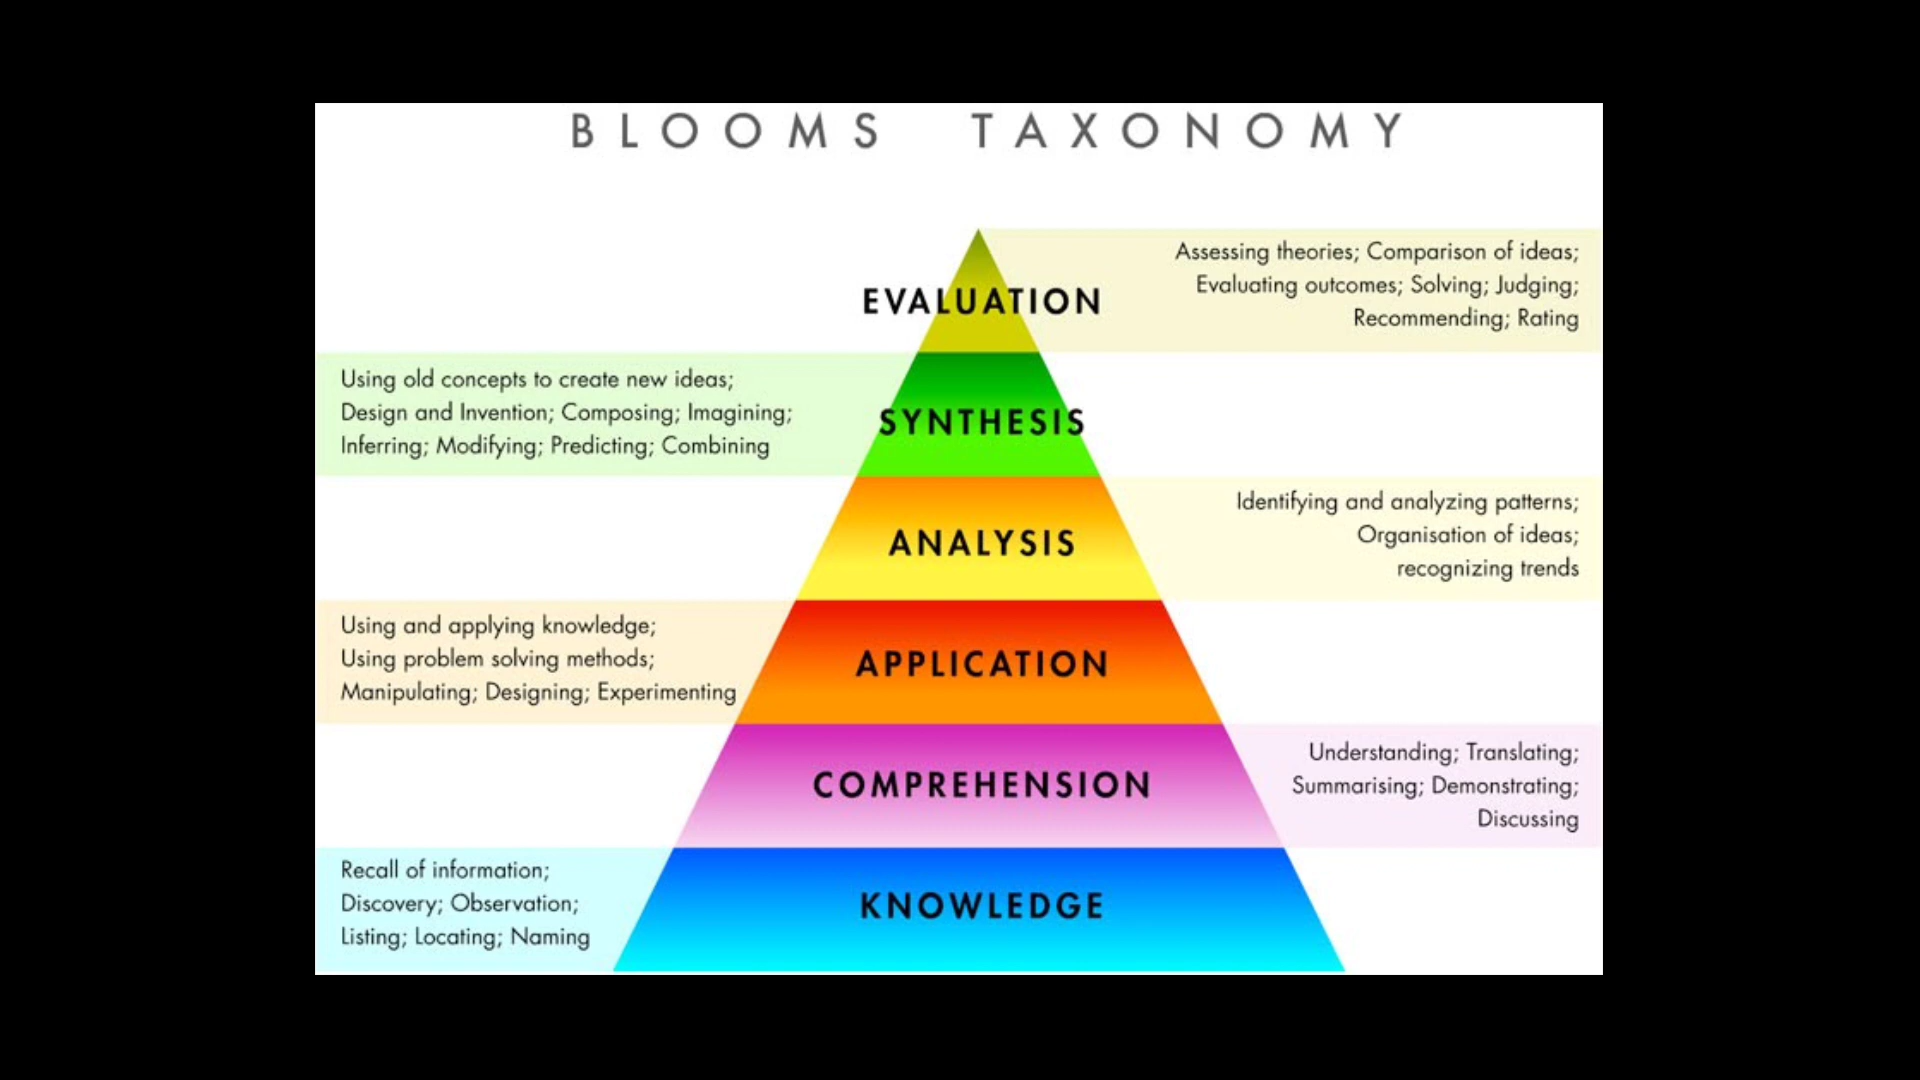 BLOOMS TAXONOMY
EVALUATION
Assessing theories; Comparison of ideas;
Evaluating outcomes; Solving; Judging;
Recommending; Rating
Using old concepts to create new ideas;
Design and Invention; Composing; Imagining;
Inferring; Modifying; Predicting; Combining
SYNTHESIS
ANALYSIS
Identifying and analyzing patterns;
Organisation of ideas;
recognizing trends
Using and applying knowledge;
Using problem solving methods;
Manipulating; Designing; Experimenting
APPLICATION
COMPREHENSION
Understanding; Translating;
Summarising; Demonstrating;
Discussing
Recall of information;
Discovery; Observation;
Listing; Locating; Naming
KNOWLEDGE